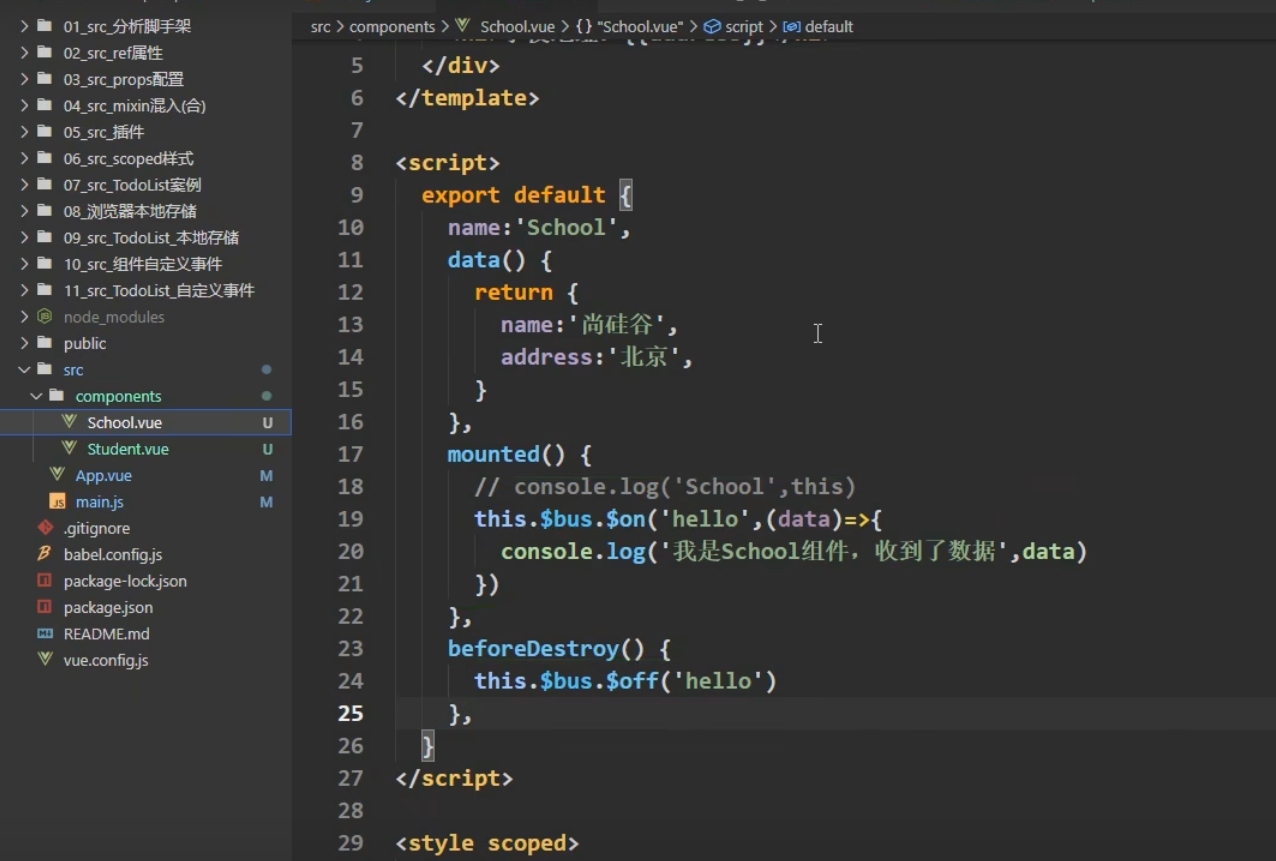 01_src_分析脚手架
02_src_ref属性
03_src_props配置
04_src_mixin混入(合)
05_src_插件
06_src_scoped样式
07_src_TodoList案例
08_浏览器本地存储
09_src_TodoList_本地存储
10_src_组件自定义事件
11_src_TodoList_自定义事件
node_modules
public
src
components
School.vue U
Student.vue U
App.vue M
JS main.js M
.gitignore
babel.config.js
package-lock.json
package.json
README.md
vue.config.js
src > components > School.vue > {} "School.vue" > script > default
5 </div>
6 </template>
7
8 <script>
9 export default {
10 name:'School',
11 data() {
12 return {
13 name:'尚硅谷',
14 address:'北京',
15 }
16 },
17 mounted() {
18 // console.log('School',this)
19 this.$bus.$on('hello',(data)=>{
20 console.log('我是School组件，收到了数据',data)
21 })
22 },
23 beforeDestroy() {
24 this.$bus.$off('hello')
25 },
26 }
27 </script>
28
29 <style scoped>